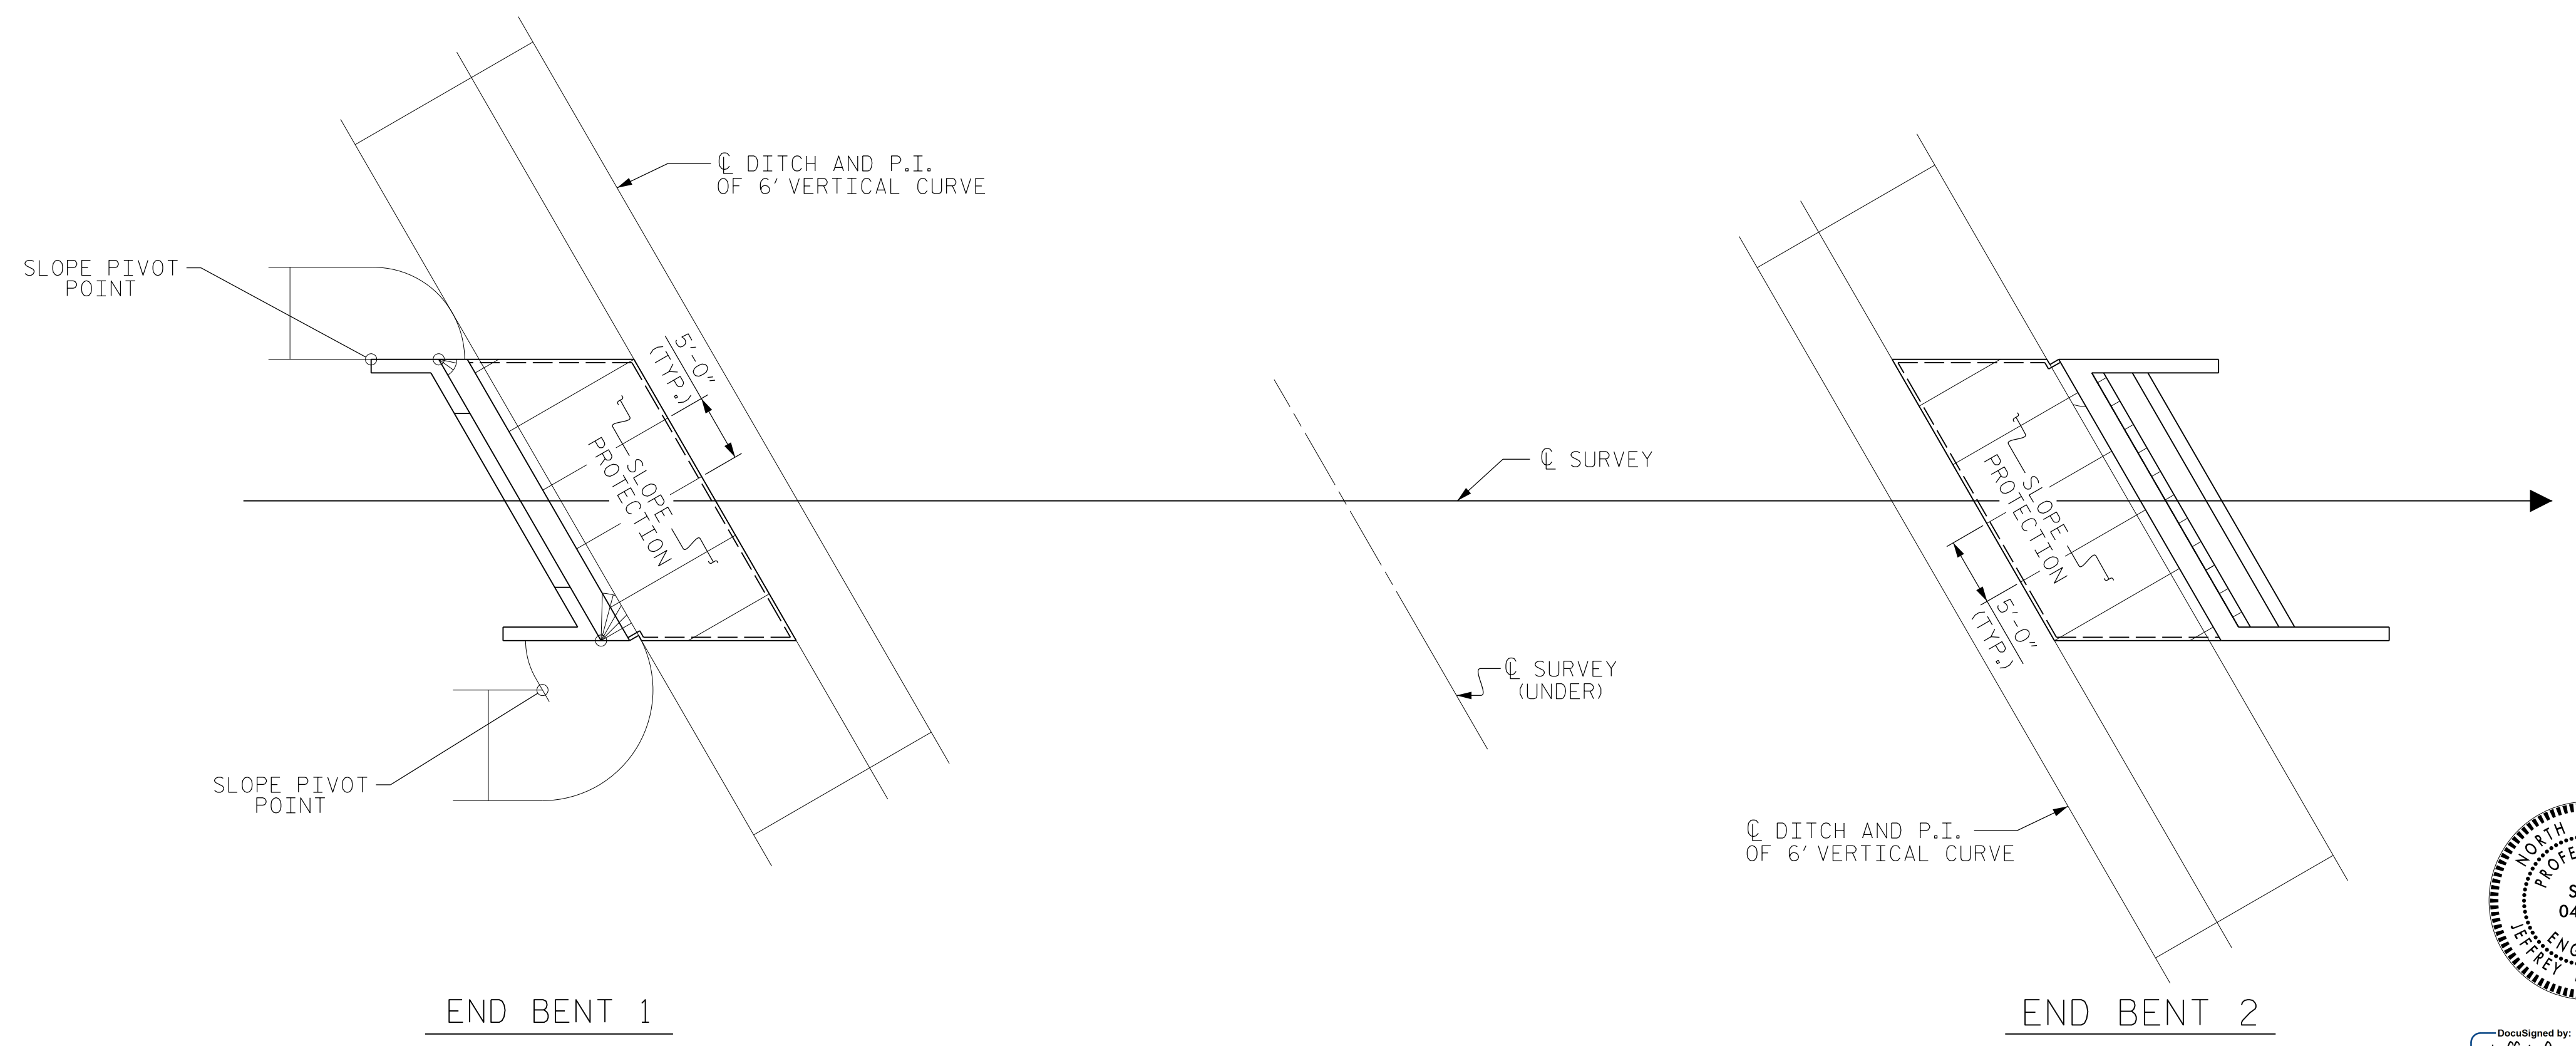 ℄ DITCH AND P.I.
OF 6' VERTICAL CURVE
SLOPE PIVOT
POINT
5'-0"
(TYP.)
SLOPE
PROTECTION
℄ SURVEY
SLOPE
PROTECTION
5'-0"
(TYP.)
℄ SURVEY
(UNDER)
SLOPE PIVOT
POINT
℄ DITCH AND P.I.
OF 6' VERTICAL CURVE
NORTH
JEFFREY
END BENT 1
END BENT 2
DocuSigned by: